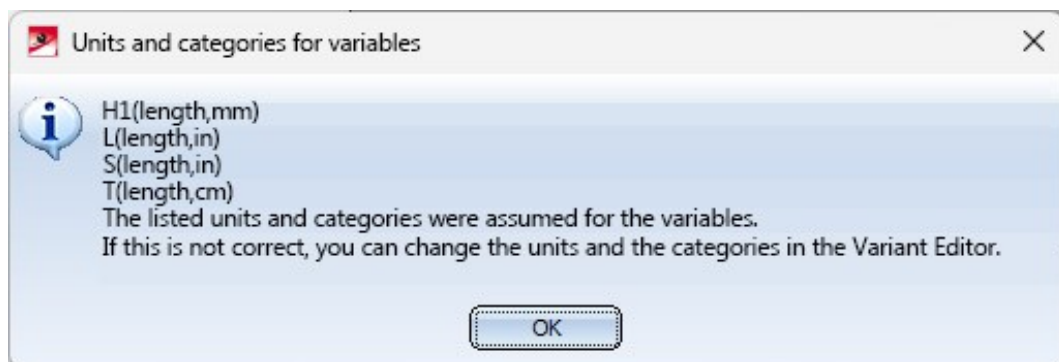 Units and categories for variables
H1(length,mm)
L(length,in)
S(length,in)
T(length,cm)
The listed units and categories were assumed for the variables.
If this is not correct, you can change the units and the categories in the Variant Editor.
OK